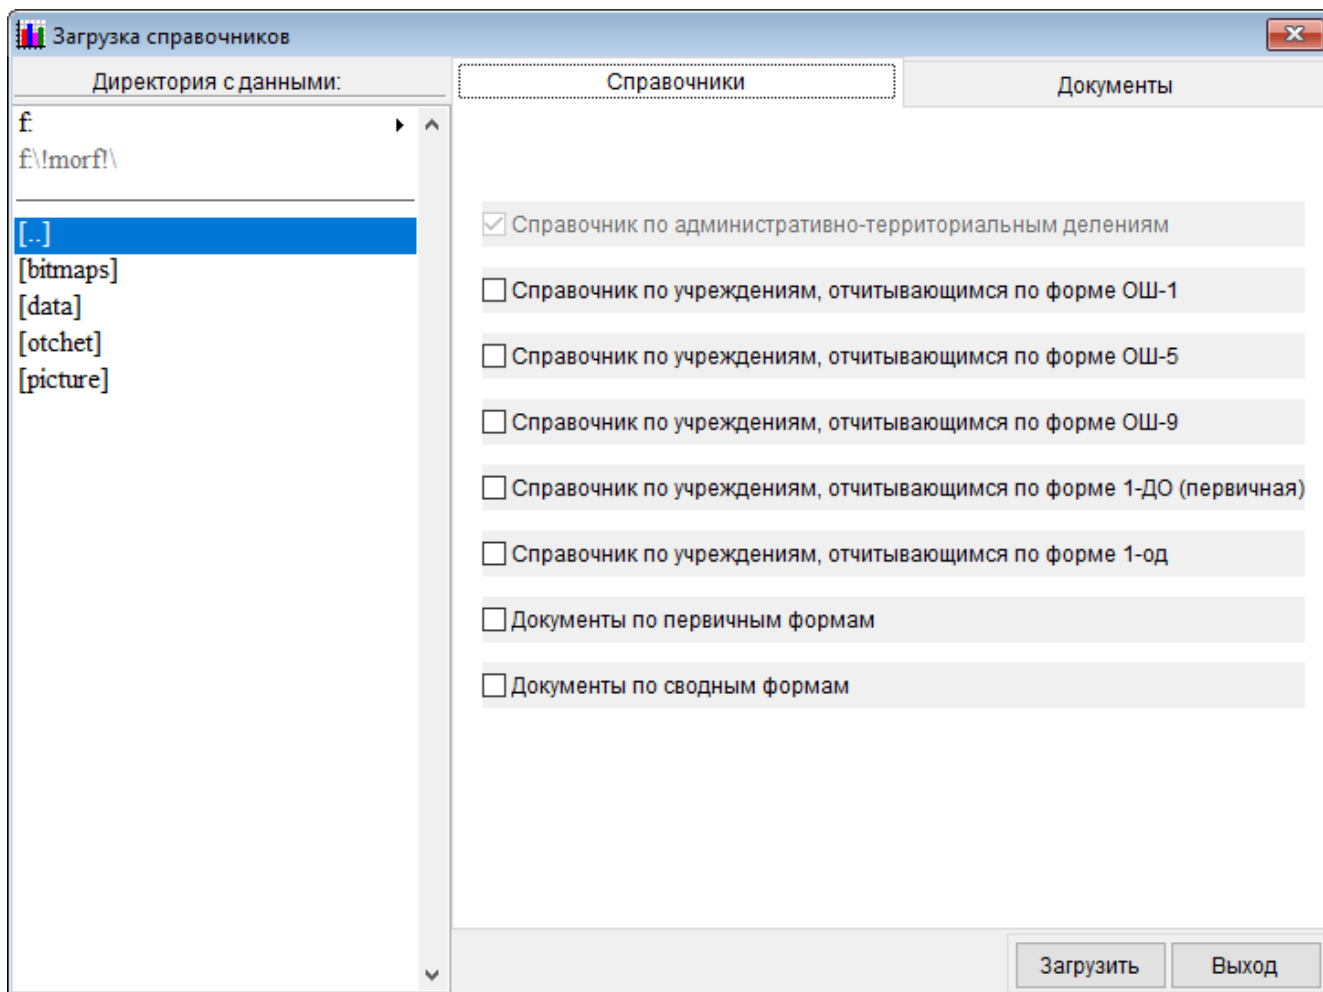 Загрузка справочников
Директория с данными:
Справочники
Документы
f:
f:\!morf!\
[..]
[bitmaps]
[data]
[otchet]
[picture]
Справочник по административно-территориальным делениям
Справочник по учреждениям, отчитывающимся по форме ОШ-1
Справочник по учреждениям, отчитывающимся по форме ОШ-5
Справочник по учреждениям, отчитывающимся по форме ОШ-9
Справочник по учреждениям, отчитывающимся по форме 1-ДО (первичная)
Справочник по учреждениям, отчитывающимся по форме 1-од
Документы по первичным формам
Документы по сводным формам
Загрузить
Выход